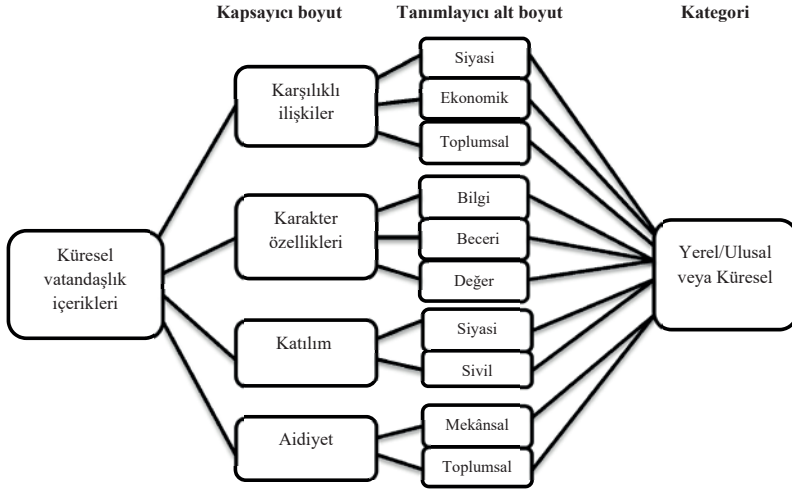 Kapsayıcı boyut
Tanımlayıcı alt boyut
Kategori
Küresel
vatandaşlık
içerikleri
Karşılıklı
ilişkiler
Siyasi
Ekonomik
Toplumsal
Karakter
özellikleri
Bilgi
Beceri
Değer
Katılım
Siyasi
Sivil
Aidiyet
Mekânsal
Toplumsal
Yerel/Ulusal
veya Küresel